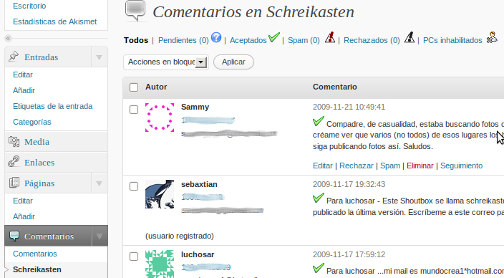 Escritorio
Estadísticas de Akismet
Entradas
Editar
Añadir
Etiquetas de la entrada
Categorías
Media
Enlaces
Páginas
Editar
Añadir
Comentarios
Comentarios
Schreikasten
Comentarios en Schreikasten
Todos | Pendientes (0) | Aceptados | Spam (0) | Rechazados (0) | PCs inhabilitados
Acciones en bloque Aplicar
Autor Comentario
Sammy
2009-11-21 10:49:41
Compadre, de casualidad, estaba buscando fotos
créame ver que varios (no todos) de esos lugares los
siga publicando fotos así. Saludos.
Editar | Rechazar | Spam | Eliminar | Seguimiento
sebaxtian
(usuario registrado)
2009-11-17 19:32:43
Para luchosar - Este Shoutbox se llama schreikaste
publicado la última versión. Escríbeme a este correo pa
luchosar
2009-11-17 17:59:12
Para luchosar ...mi mail es mundocrea1*hotmail.co